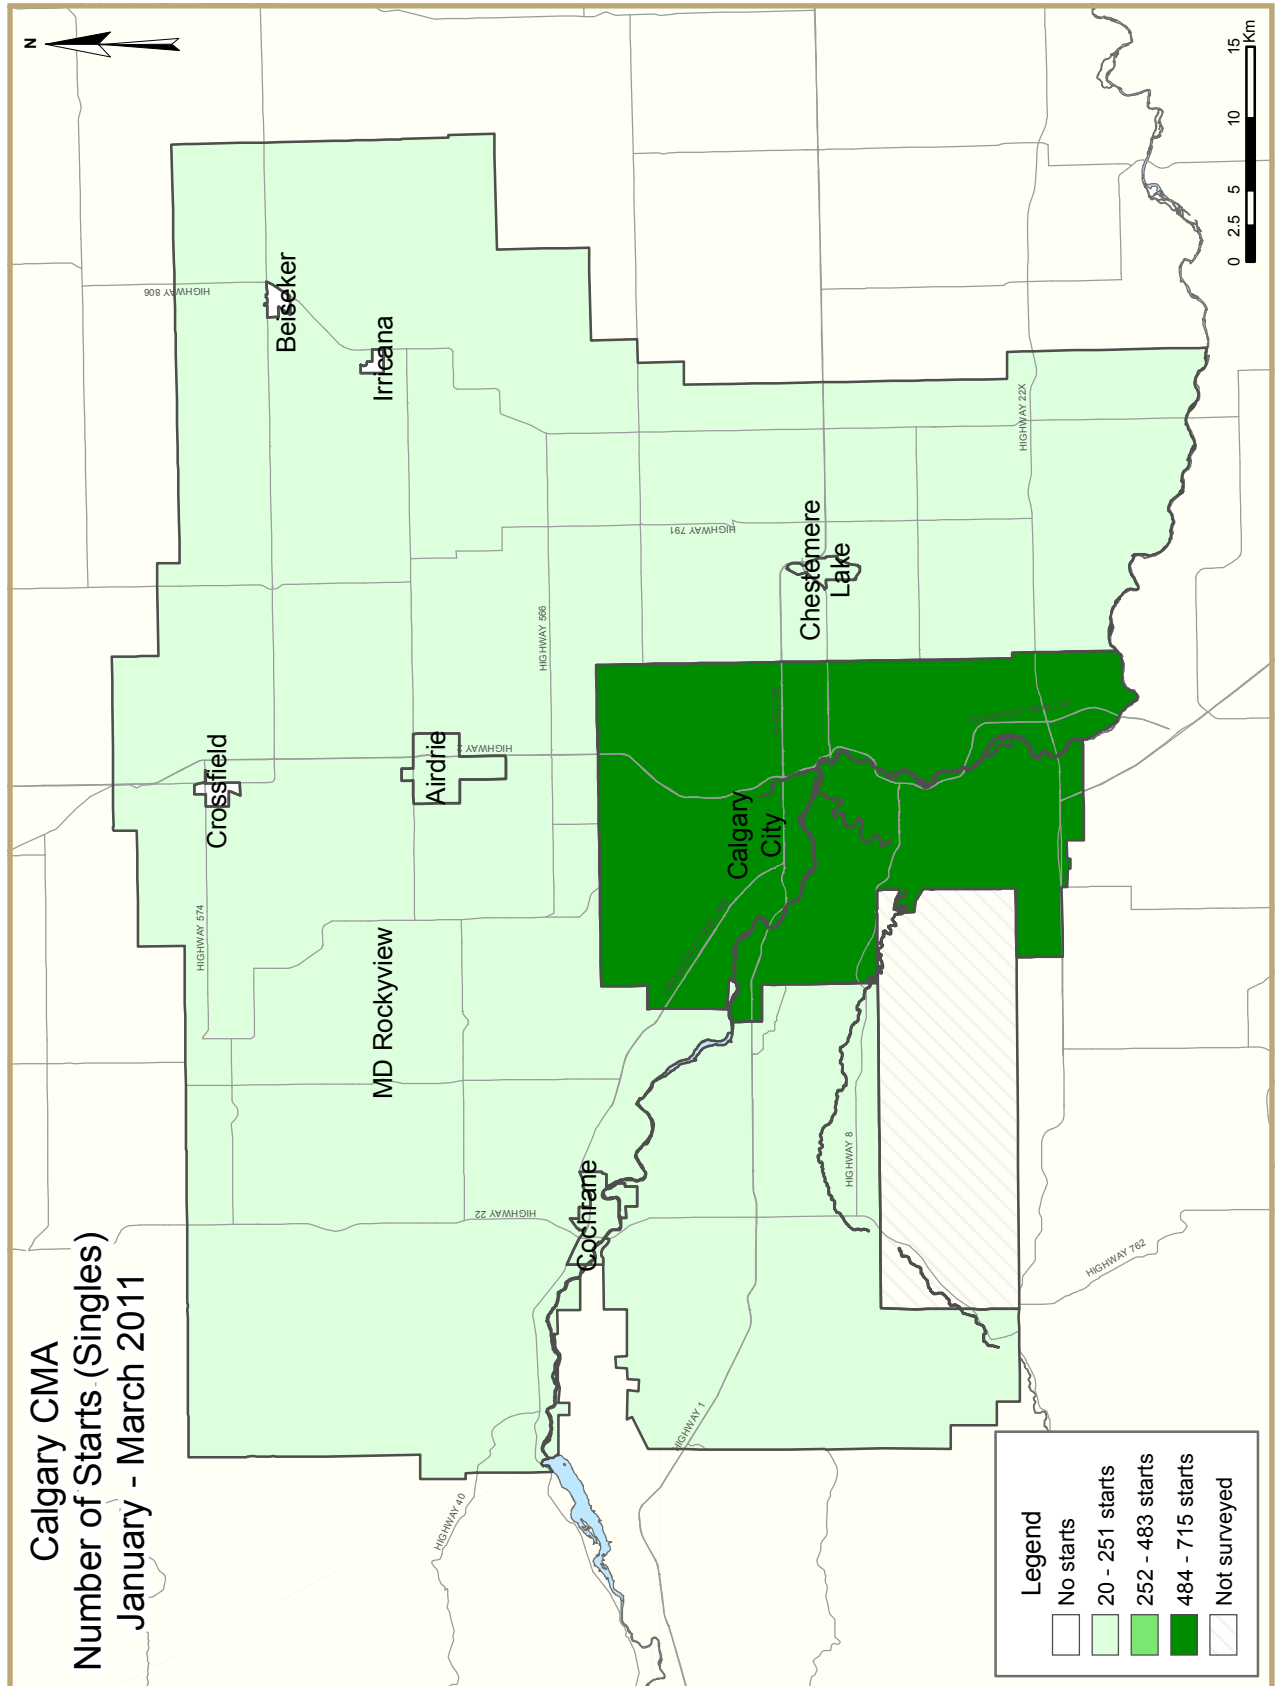 Calgary CMA
Number of Starts (Singles)
January - March 2011
N
HIGHWAY 806
Beiseker
Irricana
Crossfield
HIGHWAY 574
Airdrie
HIGHWAY 2
HIGHWAY 566
HIGHWAY 791
HIGHWAY 22X
MD Rockyview
Chestemere
Lake
Calgary
City
Cochrane
HIGHWAY 22
HIGHWAY 8
HIGHWAY 1
HIGHWAY 40
HIGHWAY 762
Legend
No starts
20 - 251 starts
252 - 483 starts
484 - 715 starts
Not surveyed
0 2.5 5 10 15
Km